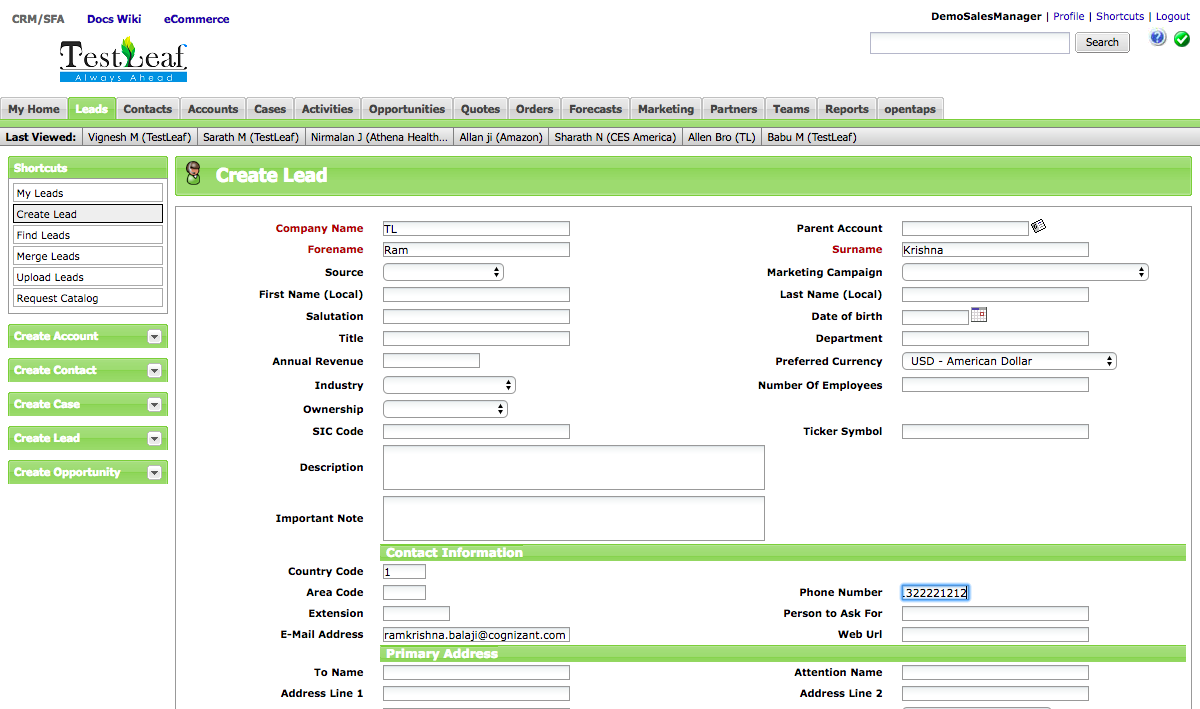 CRM/SFA Docs Wiki eCommerce
DemoSalesManager | Profile | Shortcuts | Logout
TestLeaf
Always Ahead
Search
My Home Leads Contacts Accounts Cases Activities Opportunities Quotes Orders Forecasts Marketing Partners Teams Reports opentaps
Last Viewed: Vignesh M (TestLeaf) Sarath M (TestLeaf) Nirmalan J (Athena Health... Allan ji (Amazon) Sharath N (CES America) Allen Bro (TL) Babu M (TestLeaf)
Shortcuts
My Leads
Create Lead
Find Leads
Merge Leads
Upload Leads
Request Catalog
Create Account
Create Contact
Create Case
Create Lead
Create Opportunity
Create Lead
Company Name TL Parent Account
Forename Ram Surname Krishna
Source Marketing Campaign
First Name (Local) Last Name (Local)
Salutation Date of birth
Title Department
Annual Revenue Preferred Currency USD - American Dollar
Industry Number Of Employees
Ownership
SIC Code Ticker Symbol
Description
Important Note
Contact Information
Country Code 1
Area Code Phone Number 322221212
Extension Person to Ask For
E-Mail Address ramkrishna.balaji@cognizant.com Web Url
Primary Address
To Name Attention Name
Address Line 1 Address Line 2